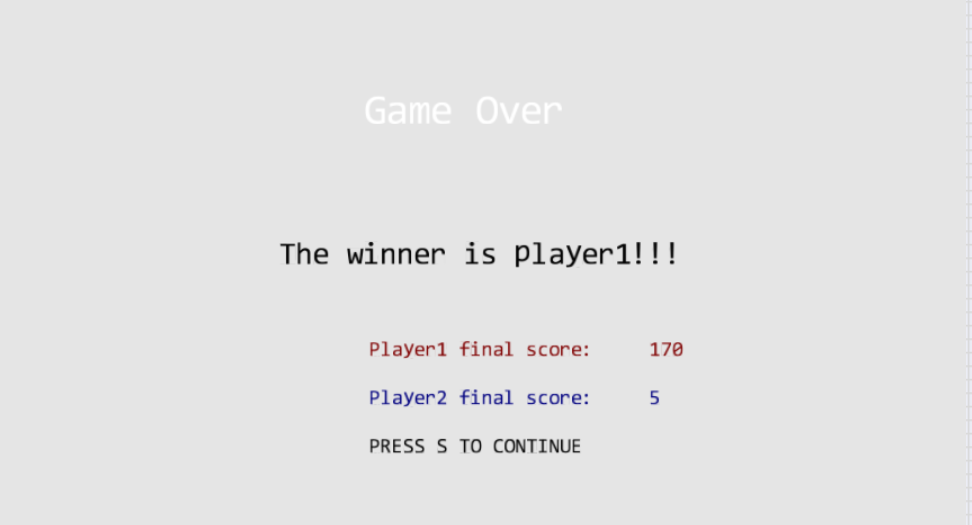 Game Over
The winner is player1!!!
Player1 final score: 170
Player2 final score: 5
PRESS S TO CONTINUE